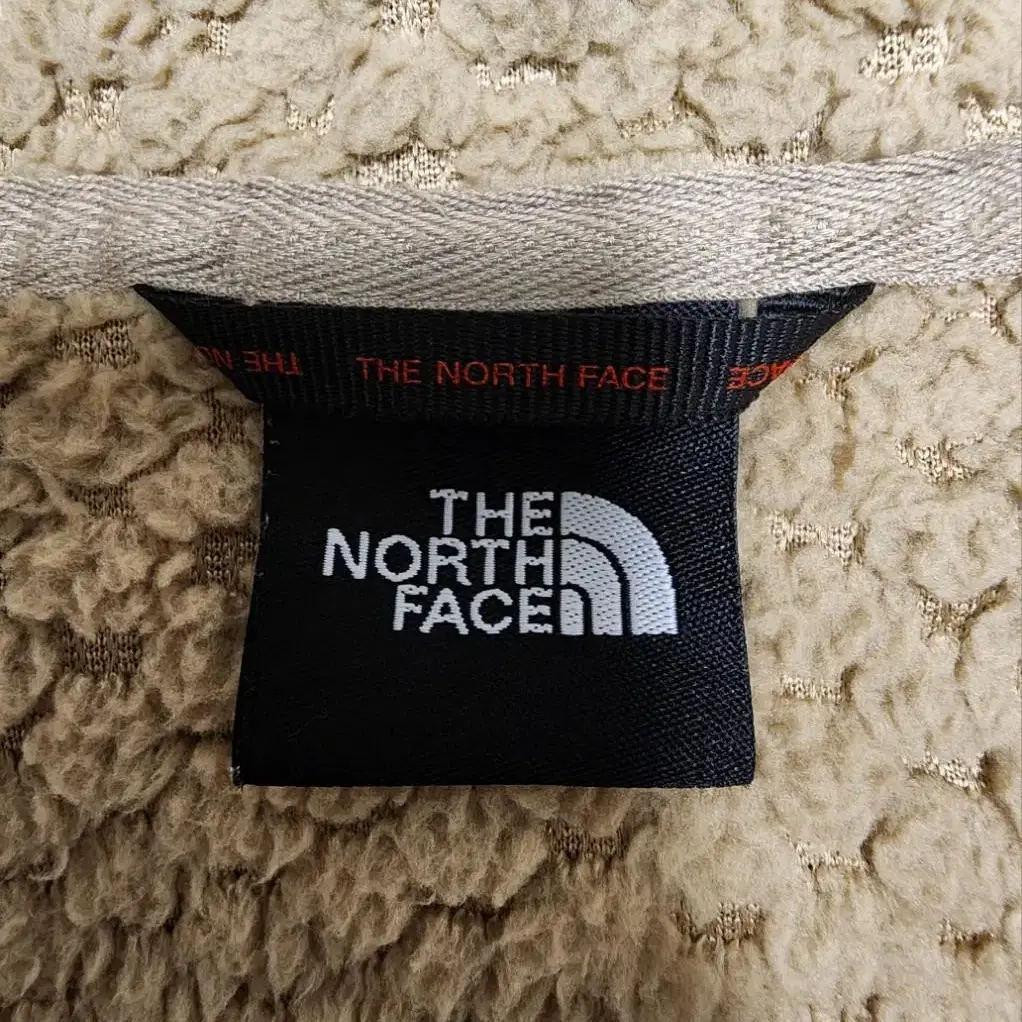 THE NORTH FACE
THE
NORTH
FACE